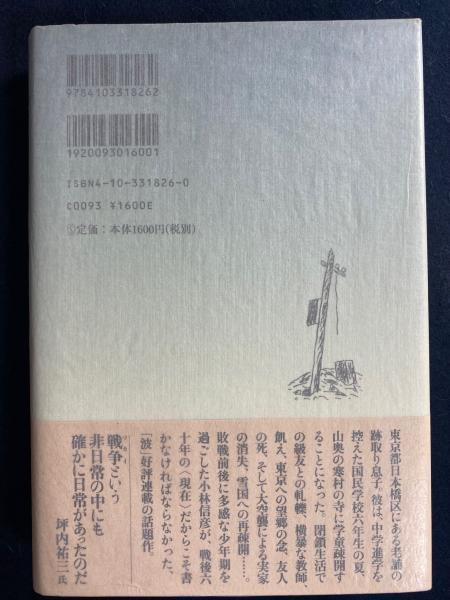 9784103318262
1920093016001
ISBN4-10-331826-0
C0093 ¥1600E
定価：本体1600円(税別)
東京都日本橋区にある老舗の
跡取り息子、彼は、中学進学を
控えた国民学校六年生の夏、
山奥の寒村の寺に学童疎開す
ることになった。閉鎖生活で
の級友との軋轢、横暴な教師、
飢え、東京への望郷の念、友人
の死、そして大空襲による実家
の消失、雪国への再疎開……。
敗戦前後に多感な少年期を
過ごした小林信彦が、戦後六
十年の〈現在〉だからこそ書
かなければならなかった、
「波」好評連載の話題作。
戦争という
非日常の中にも
確かに日常があったのだ
坪内祐三氏